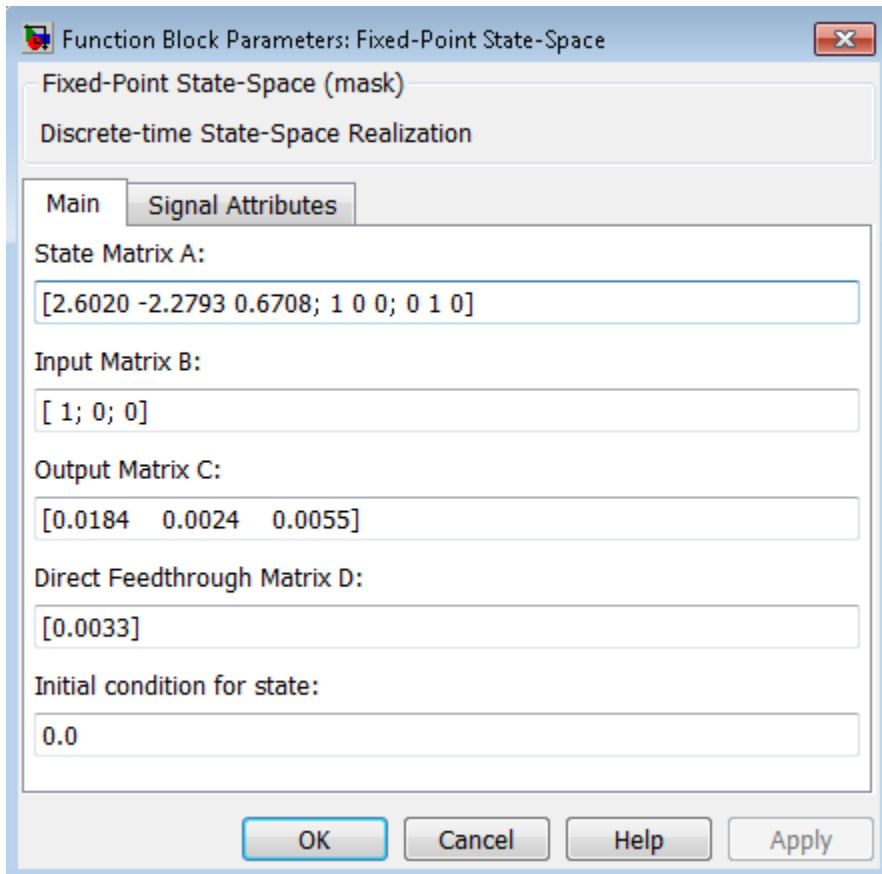 Function Block Parameters: Fixed-Point State-Space
Fixed-Point State-Space (mask)
Discrete-time State-Space Realization
Main Signal Attributes
State Matrix A:
[2.6020 -2.2793 0.6708; 1 0 0; 0 1 0]
Input Matrix B:
[ 1; 0; 0]
Output Matrix C:
[0.0184 0.0024 0.0055]
Direct Feedthrough Matrix D:
[0.0033]
Initial condition for state:
0.0
OK Cancel Help Apply